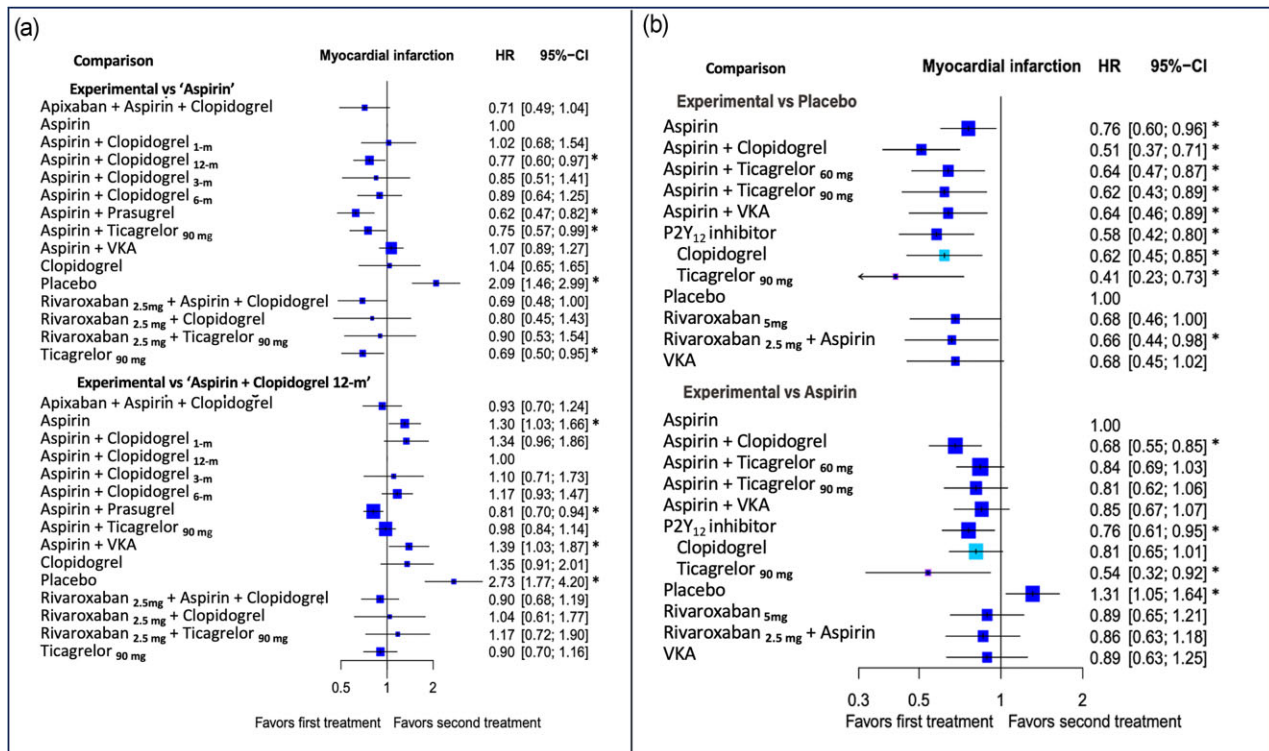 (a)
Comparison Myocardial infarction HR 95%−CI
Experimental vs ‘Aspirin’
Apixaban + Aspirin + Clopidogrel 0.71 [0.49; 1.04]
Aspirin 1.00
Aspirin + Clopidogrel 1-m 1.02 [0.68; 1.54]
Aspirin + Clopidogrel 12-m 0.77 [0.60; 0.97] *
Aspirin + Clopidogrel 3-m 0.85 [0.51; 1.41]
Aspirin + Clopidogrel 6-m 0.89 [0.64; 1.25]
Aspirin + Prasugrel 0.62 [0.47; 0.82] *
Aspirin + Ticagrelor 90 mg 0.75 [0.57; 0.99] *
Aspirin + VKA 1.07 [0.89; 1.27]
Clopidogrel 1.04 [0.65; 1.65]
Placebo 2.09 [1.46; 2.99] *
Rivaroxaban 2.5mg + Aspirin + Clopidogrel 0.69 [0.48; 1.00]
Rivaroxaban 2.5 mg + Clopidogrel 0.80 [0.45; 1.43]
Rivaroxaban 2.5 mg + Ticagrelor 90 mg 0.90 [0.53; 1.54]
Ticagrelor 90 mg 0.69 [0.50; 0.95] *
Experimental vs ‘Aspirin + Clopidogrel 12-m’
Apixaban + Aspirin + Clopidogrel 0.93 [0.70; 1.24]
Aspirin 1.30 [1.03; 1.66] *
Aspirin + Clopidogrel 1-m 1.34 [0.96; 1.86]
Aspirin + Clopidogrel 12-m 1.00
Aspirin + Clopidogrel 3-m 1.10 [0.71; 1.73]
Aspirin + Clopidogrel 6-m 1.17 [0.93; 1.47]
Aspirin + Prasugrel 0.81 [0.70; 0.94] *
Aspirin + Ticagrelor 90 mg 0.98 [0.84; 1.14]
Aspirin + VKA 1.39 [1.03; 1.87] *
Clopidogrel 1.35 [0.91; 2.01]
Placebo 2.73 [1.77; 4.20] *
Rivaroxaban 2.5mg + Aspirin + Clopidogrel 0.90 [0.68; 1.19]
Rivaroxaban 2.5 mg + Clopidogrel 1.04 [0.61; 1.77]
Rivaroxaban 2.5 mg + Ticagrelor 90 mg 1.17 [0.72; 1.90]
Ticagrelor 90 mg 0.90 [0.70; 1.16]
0.5 1 2
Favors first treatment Favors second treatment
(b)
Comparison Myocardial infarction HR 95%−CI
Experimental vs Placebo
Aspirin 0.76 [0.60; 0.96] *
Aspirin + Clopidogrel 0.51 [0.37; 0.71] *
Aspirin + Ticagrelor 60 mg 0.64 [0.47; 0.87] *
Aspirin + Ticagrelor 90 mg 0.62 [0.43; 0.89] *
Aspirin + VKA 0.64 [0.46; 0.89] *
P2Y12 inhibitor 0.58 [0.42; 0.80] *
Clopidogrel 0.62 [0.45; 0.85] *
Ticagrelor 90 mg 0.41 [0.23; 0.73] *
Placebo 1.00
Rivaroxaban 5mg 0.68 [0.46; 1.00]
Rivaroxaban 2.5 mg + Aspirin 0.66 [0.44; 0.98] *
VKA 0.68 [0.45; 1.02]
Experimental vs Aspirin
Aspirin 1.00
Aspirin + Clopidogrel 0.68 [0.55; 0.85] *
Aspirin + Ticagrelor 60 mg 0.84 [0.69; 1.03]
Aspirin + Ticagrelor 90 mg 0.81 [0.62; 1.06]
Aspirin + VKA 0.85 [0.67; 1.07]
P2Y12 inhibitor 0.76 [0.61; 0.95] *
Clopidogrel 0.81 [0.65; 1.01]
Ticagrelor 90 mg 0.54 [0.32; 0.92] *
Placebo 1.31 [1.05; 1.64] *
Rivaroxaban 5mg 0.89 [0.65; 1.21]
Rivaroxaban 2.5 mg + Aspirin 0.86 [0.63; 1.18]
VKA 0.89 [0.63; 1.25]
0.3 0.5 1 2
Favors first treatment Favors second treatment